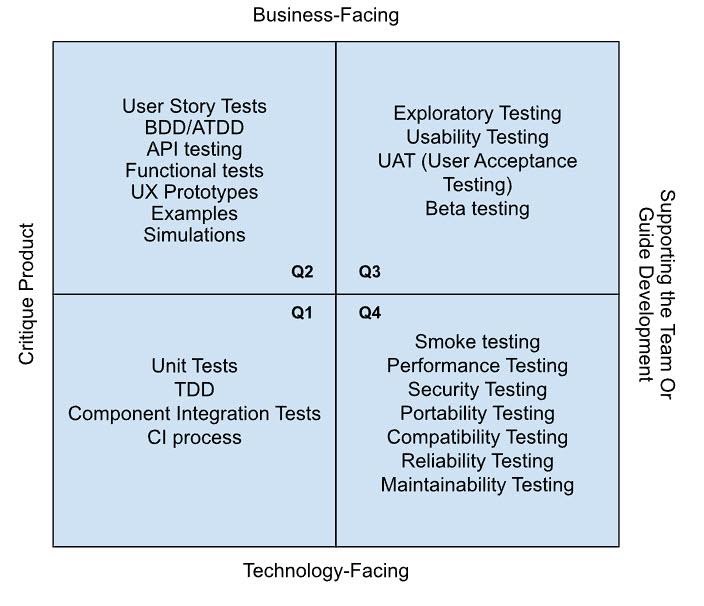 Business-Facing
User Story Tests
BDD/ATDD
API testing
Functional tests
UX Prototypes
Examples
Simulations
Q2
Exploratory Testing
Usability Testing
UAT (User Acceptance
Testing)
Beta testing
Q3
Critique Product
Supporting the Team Or
Guide Development
Q1
Unit Tests
TDD
Component Integration Tests
CI process
Q4
Smoke testing
Performance Testing
Security Testing
Portability Testing
Compatibility Testing
Reliability Testing
Maintainability Testing
Technology-Facing